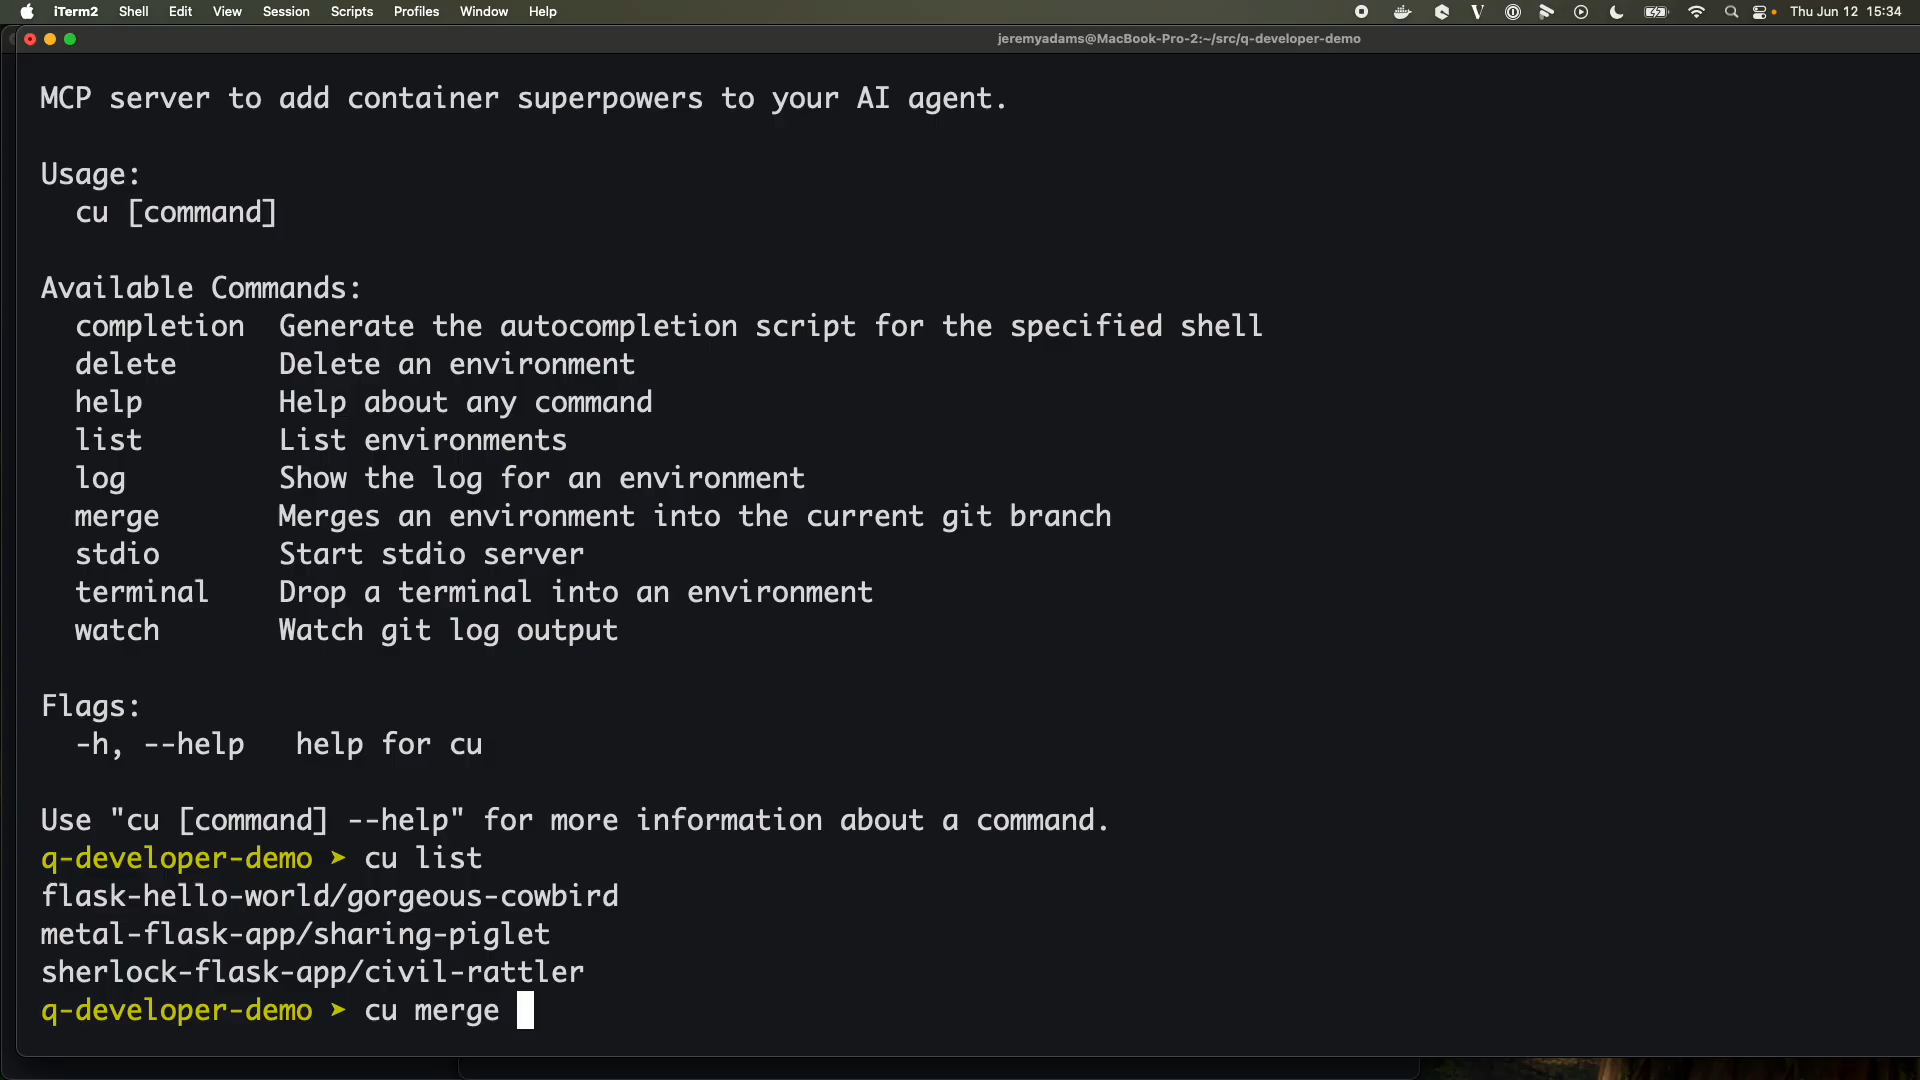 iTerm2 Shell Edit View Session Scripts Profiles Window Help Thu Jun 12 15:34
jeremyadams@MacBook-Pro-2:~/src/q-developer-demo
MCP server to add container superpowers to your AI agent.
Usage:
cu [command]
Available Commands:
completion Generate the autocompletion script for the specified shell
delete Delete an environment
help Help about any command
list List environments
log Show the log for an environment
merge Merges an environment into the current git branch
stdio Start stdio server
terminal Drop a terminal into an environment
watch Watch git log output
Flags:
-h, --help help for cu
Use "cu [command] --help" for more information about a command.
q-developer-demo ➤ cu list
flask-hello-world/gorgeous-cowbird
metal-flask-app/sharing-piglet
sherlock-flask-app/civil-rattler
q-developer-demo ➤ cu merge